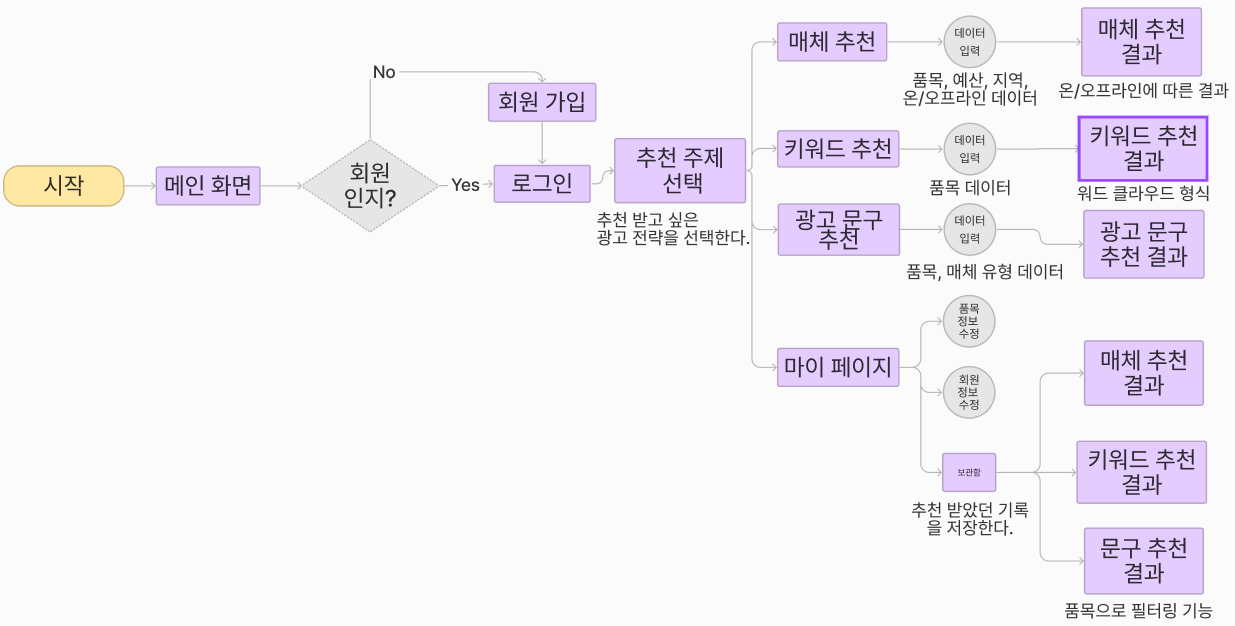 시작
메인 화면
회원
인지?
No
회원 가입
Yes
로그인
추천 주제
선택
추천 받고 싶은
광고 전략을 선택한다.
매체 추천
데이터
입력
품목, 예산, 지역,
온/오프라인 데이터
매체 추천
결과
온/오프라인에 따른 결과
키워드 추천
데이터
입력
품목 데이터
키워드 추천
결과
워드 클라우드 형식
광고 문구
추천
데이터
입력
품목, 매체 유형 데이터
광고 문구
추천 결과
마이 페이지
품목
정보
수정
회원
정보
수정
보관함
추천 받았던 기록
을 저장한다.
매체 추천
결과
키워드 추천
결과
문구 추천
결과
품목으로 필터링 기능